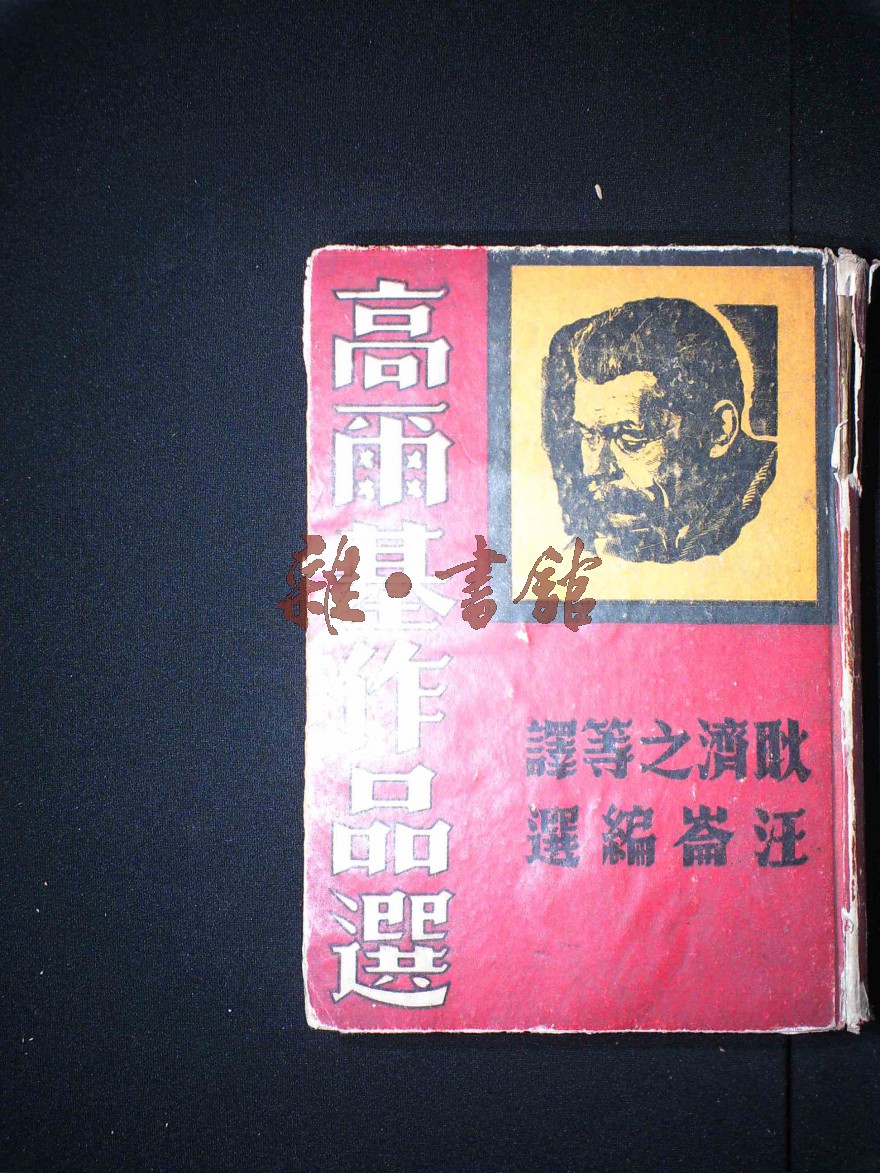 高爾基作品選
耿濟之等譯
汪崙編選
雜·書館